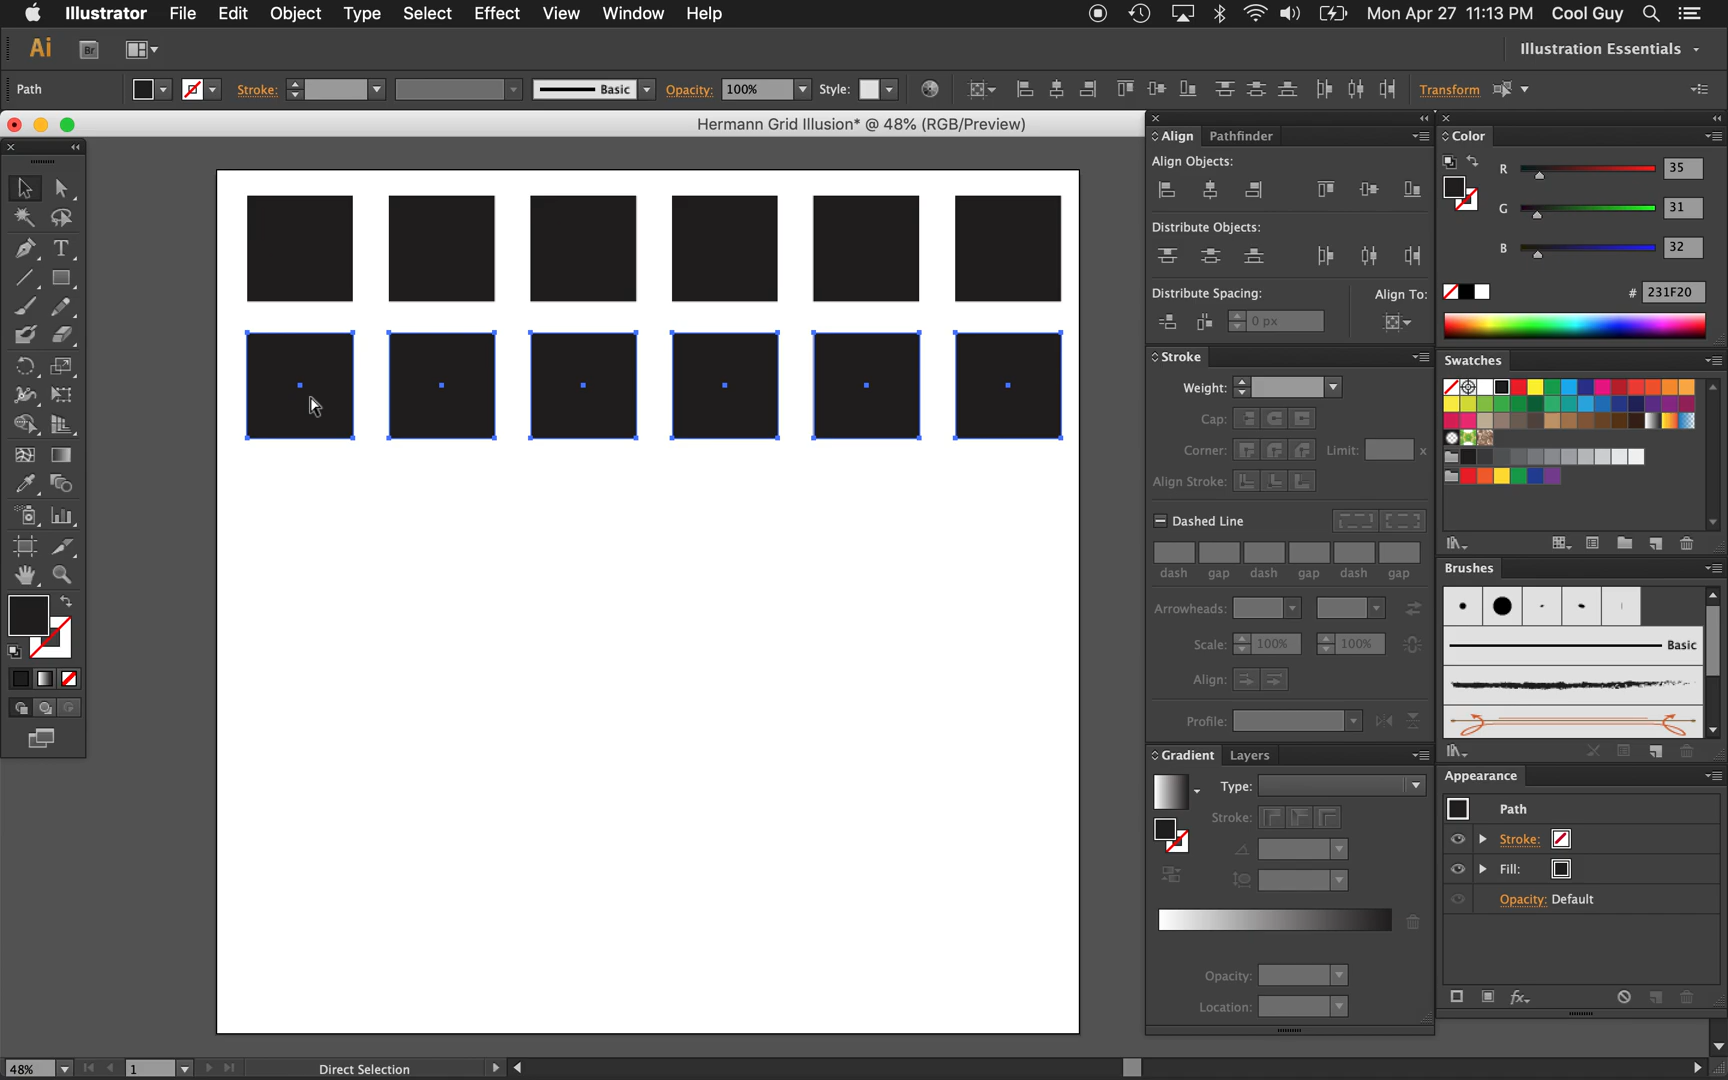 Illustrator File Edit Object Type Select Effect View Window Help Mon Apr 27 11:13 PM Cool Guy
Ai Br Illustration Essentials
Path Stroke: Basic Opacity: 100% Style: Transform
Hermann Grid Illusion* @ 48% (RGB/Preview)
Align Pathfinder
Align Objects:
Distribute Objects:
Distribute Spacing: Align To:
0 px
Stroke
Weight:
Cap:
Corner: Limit: x
Align Stroke:
Dashed Line
dash gap dash gap dash gap
Arrowheads:
Scale: 100% 100%
Align:
Profile:
Gradient Layers
Type:
Stroke:
Opacity:
Location:
Color
R 35
G 31
B 32
# 231F20
Swatches
Brushes
Basic
Appearance
Path
Stroke:
Fill:
Opacity: Default
fx
T
48% 1 Direct Selection